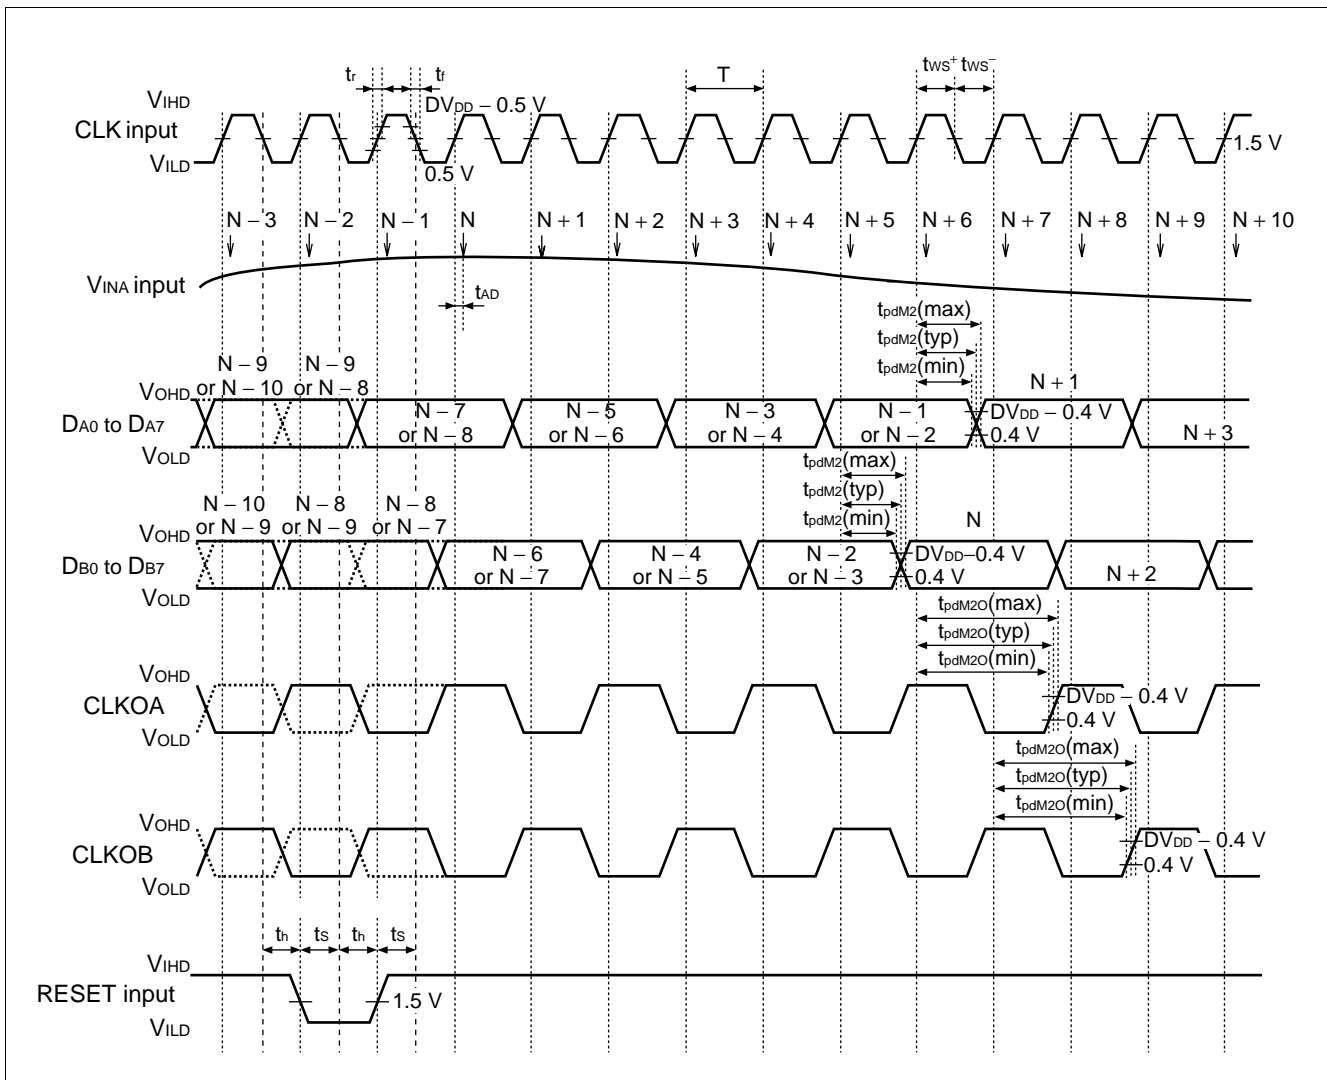 tr
tf
T
tWS+ tWS−
VIHD
DVDD – 0.5 V
CLK input
1.5 V
VILD
0.5 V
N – 3
N – 2
N – 1
N
N + 1
N + 2
N + 3
N + 4
N + 5
N + 6
N + 7
N + 8
N + 9
N + 10
VINA input
tAD
tpdM2(max)
tpdM2(typ)
tpdM2(min)
N – 9
or N – 10
N – 9
or N – 8
N + 1
VOHD
DA0 to DA7
VOLD
N – 7
or N – 8
N – 5
or N – 6
N – 3
or N – 4
N – 1
or N – 2
DVDD – 0.4 V
0.4 V
N + 3
tpdM2(max)
tpdM2(typ)
tpdM2(min)
N – 10
or N – 9
N – 8
or N – 9
N – 8
or N – 7
N
VOHD
DB0 to DB7
VOLD
N – 6
or N – 7
N – 4
or N – 5
N – 2
or N – 3
DVDD–0.4 V
0.4 V
N + 2
tpdM2O(max)
tpdM2O(typ)
tpdM2O(min)
VOHD
CLKOA
VOLD
DVDD – 0.4 V
0.4 V
tpdM2O(max)
tpdM2O(typ)
tpdM2O(min)
VOHD
CLKOB
VOLD
DVDD – 0.4 V
0.4 V
th
tS
th
tS
VIHD
RESET input
1.5 V
VILD